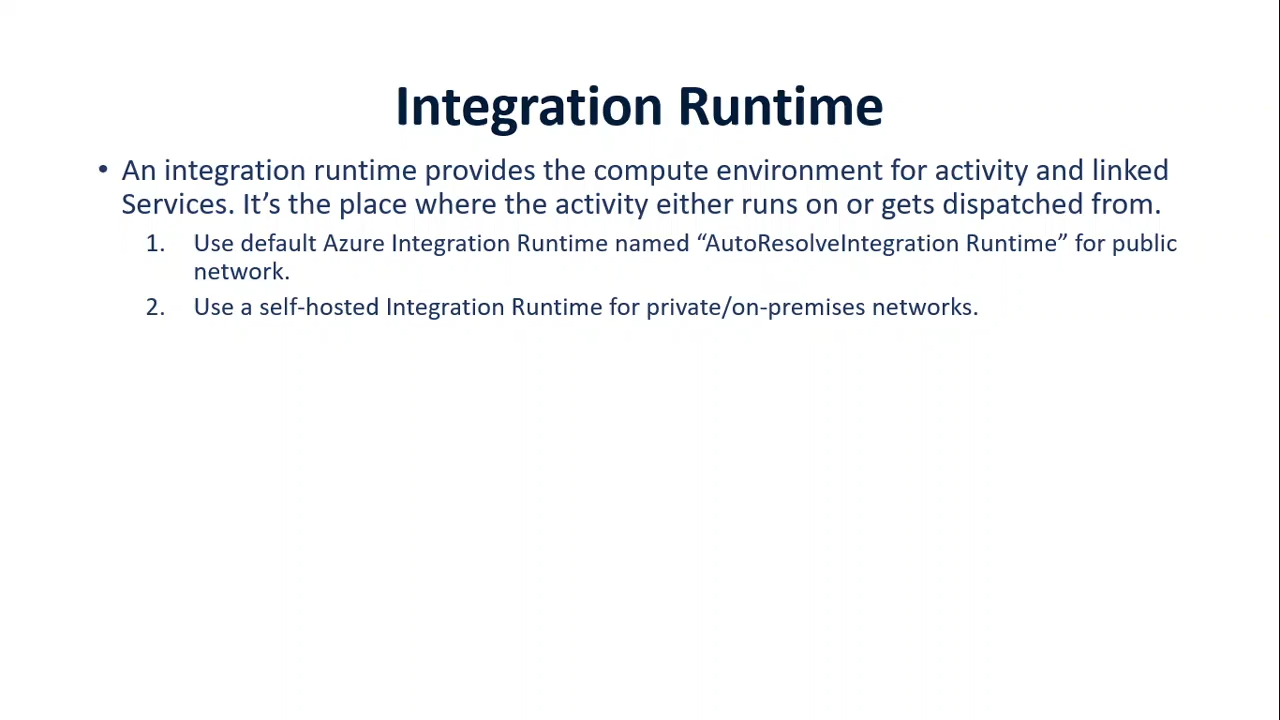 Integration Runtime
• An integration runtime provides the compute environment for activity and linked
Services. It’s the place where the activity either runs on or gets dispatched from.
1. Use default Azure Integration Runtime named “AutoResolveIntegration Runtime” for public
network.
2. Use a self-hosted Integration Runtime for private/on-premises networks.